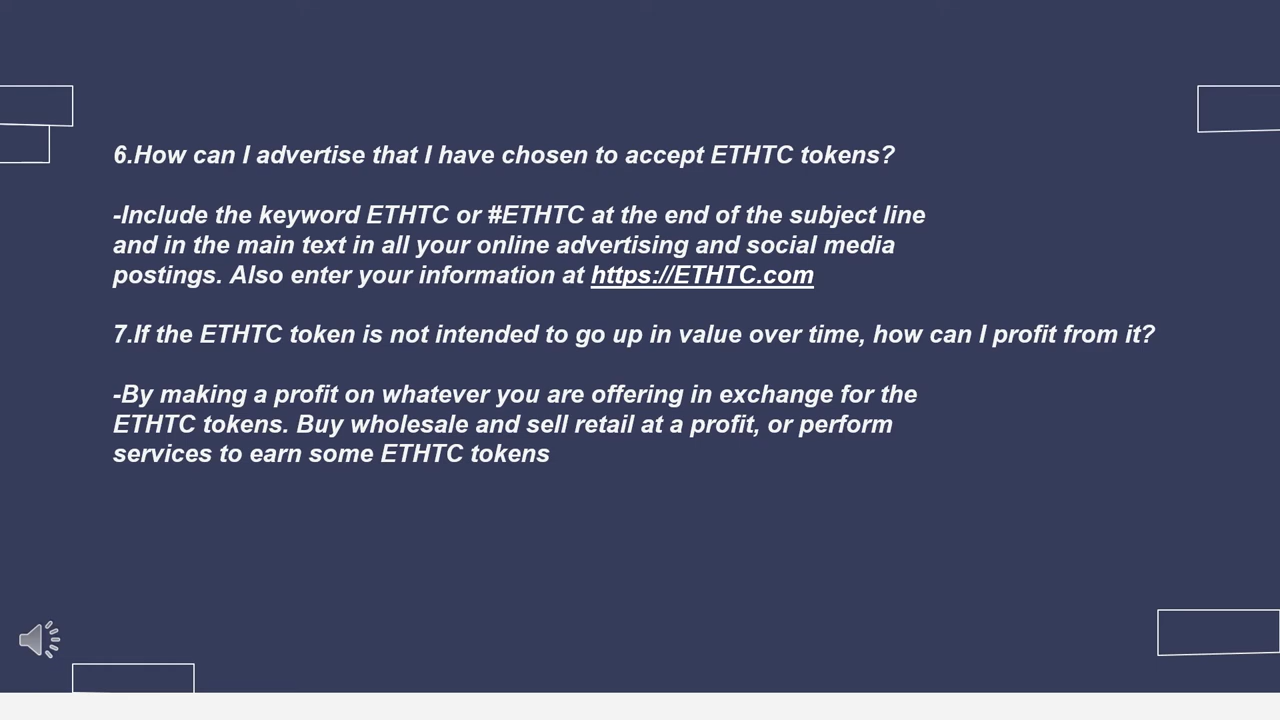 6.How can I advertise that I have chosen to accept ETHTC tokens?
-Include the keyword ETHTC or #ETHTC at the end of the subject line
and in the main text in all your online advertising and social media
postings. Also enter your information at https://ETHTC.com
7.If the ETHTC token is not intended to go up in value over time, how can I profit from it?
-By making a profit on whatever you are offering in exchange for the
ETHTC tokens. Buy wholesale and sell retail at a profit, or perform
services to earn some ETHTC tokens